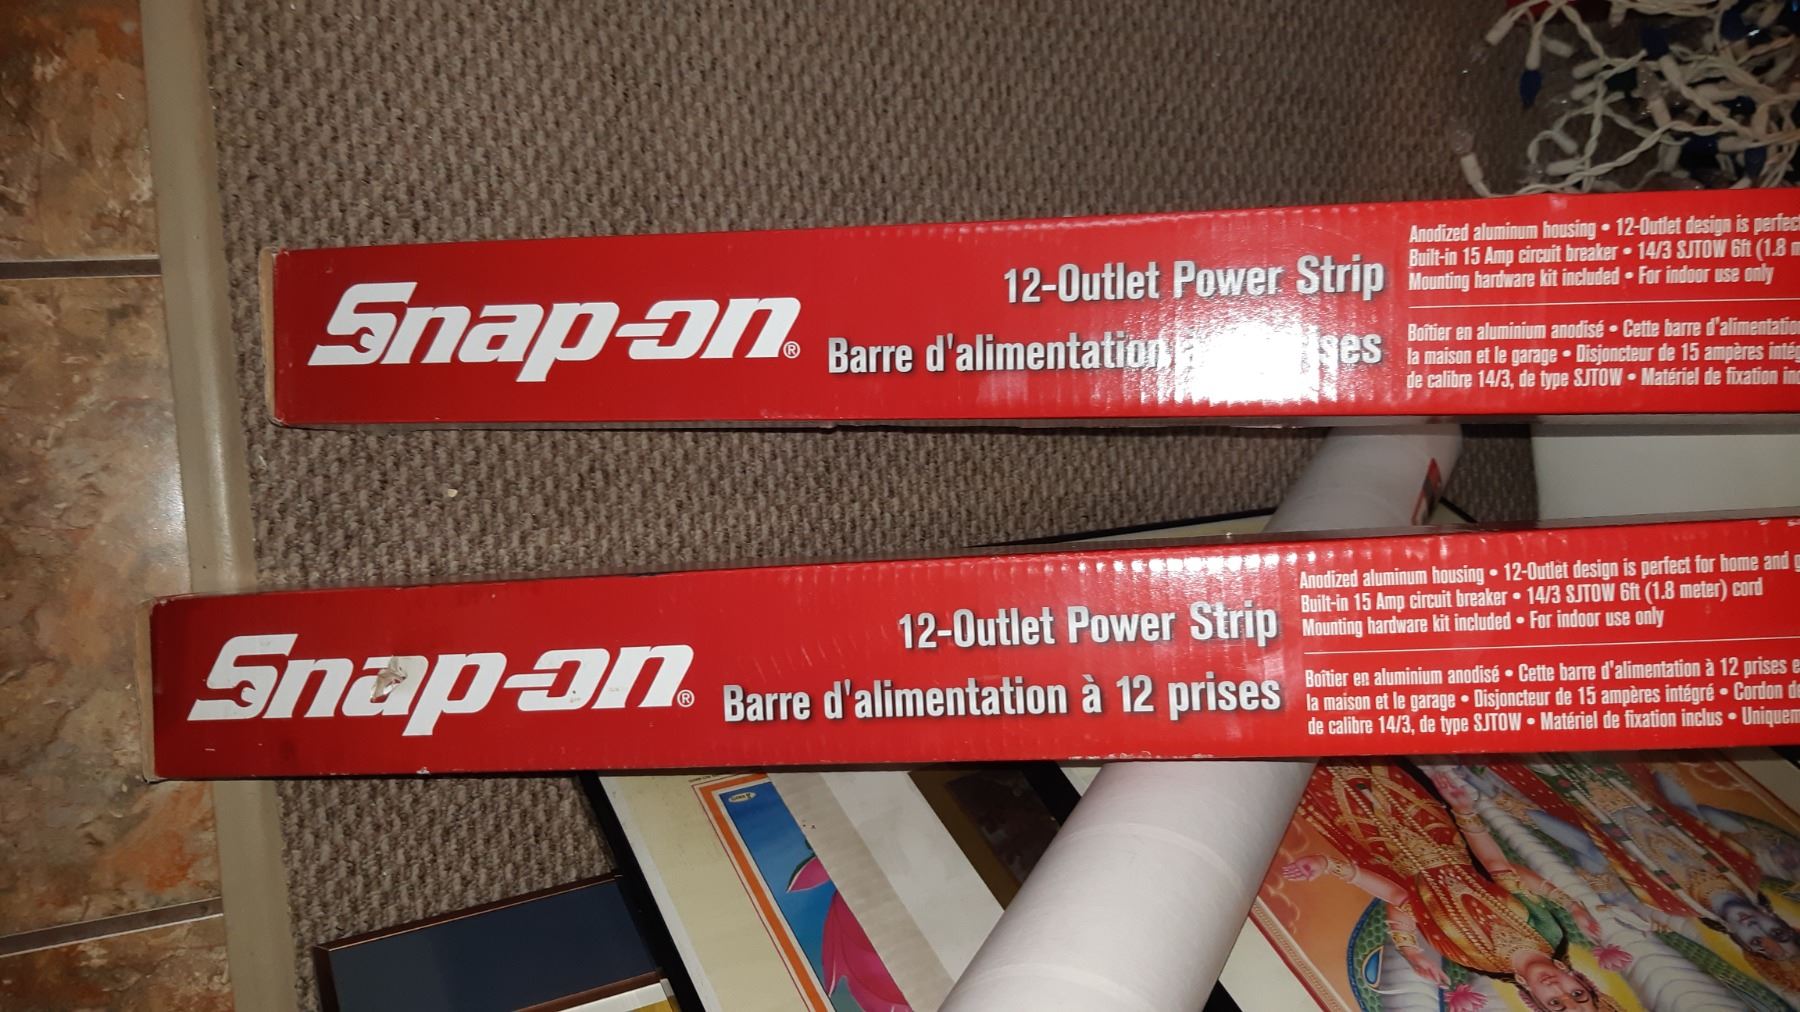 Snap-on®
12-Outlet Power Strip
Barre d'alimentation
Anodized aluminum housing • 12-Outlet design is perfect
Built-in 15 Amp circuit breaker • 14/3 SJTOW 6ft (1.8 m
Mounting hardware kit included • For indoor use only
Boîtier en aluminium anodisé • Cette barre d'alimentation
la maison et le garage • Disjoncteur de 15 ampères intég
de calibre 14/3, de type SJTOW • Matériel de fixation inc
Snap-on®
12-Outlet Power Strip
Barre d'alimentation à 12 prises
Anodized aluminum housing • 12-Outlet design is perfect for home and g
Built-in 15 Amp circuit breaker • 14/3 SJTOW 6ft (1.8 meter) cord
Mounting hardware kit included • For indoor use only
Boîtier en aluminium anodisé • Cette barre d'alimentation à 12 prises e
la maison et le garage • Disjoncteur de 15 ampères intégré • Cordon de
de calibre 14/3, de type SJTOW • Matériel de fixation inclus • Uniquem